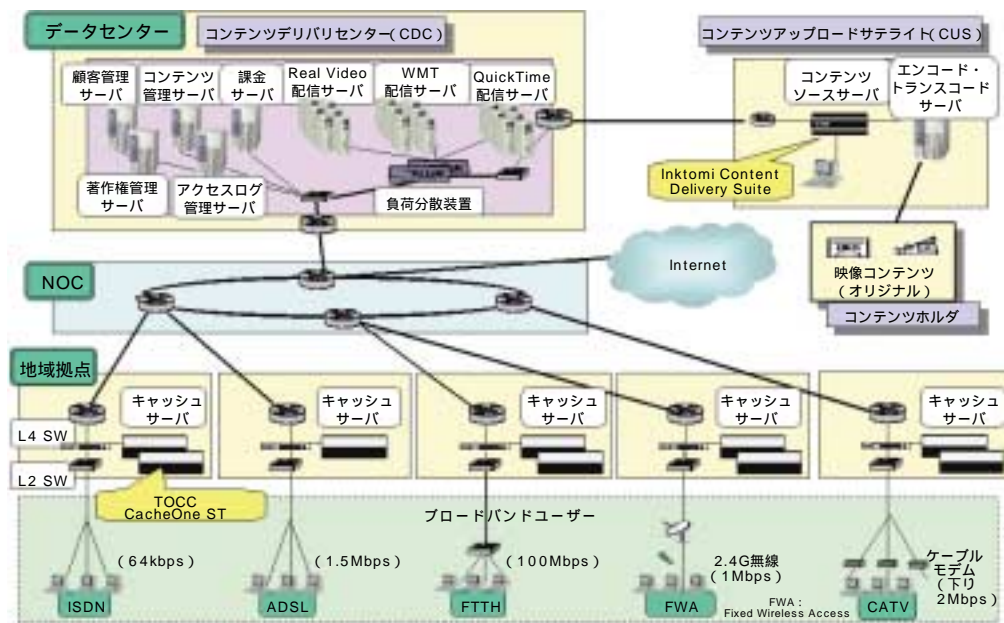 データセンター
コンテンツデリバリセンター(CDC)
コンテンツアップロードサテライト(CUS)
顧客管理
サーバ
コンテンツ
管理サーバ
課金
サーバ
Real Video
配信サーバ
WMT
配信サーバ
QuickTime
配信サーバ
コンテンツ
ソースサーバ
エンコード・
トランスコード
サーバ
著作権管理
サーバ
アクセスログ
管理サーバ
負荷分散装置
Inktomi Content
Delivery Suite
NOC
Internet
映像コンテンツ
(オリジナル)
コンテンツホルダ
地域拠点
キャッシュ
サーバ
キャッシュ
サーバ
キャッシュ
サーバ
キャッシュ
サーバ
キャッシュ
サーバ
L4 SW
L2 SW
TOCC
CacheOne ST
ブロードバンドユーザー
(64kbps)
(1.5Mbps)
(100Mbps)
2.4G無線
(1Mbps)
ケーブル
モデム
(下り
2Mbps)
ISDN
ADSL
FTTH
FWA
FWA:
Fixed Wireless Access
CATV